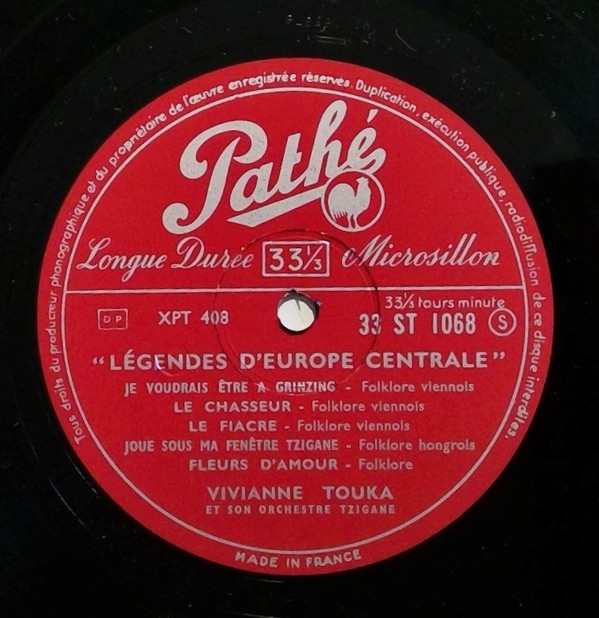 Tous droits du producteur phonographique et du propriétaire de l'œuvre enregistrée réservés. Duplication, exécution publique, radiodiffusion de ce disque interdites.
Pathé
Longue Durée 33 1/3 Microsillon
33⅓ tours minute
DP XPT 408 33 ST 1068 S
"LÉGENDES D'EUROPE CENTRALE"
JE VOUDRAIS ÊTRE A GRINZING - Folklore viennois
LE CHASSEUR - Folklore viennois
LE FIACRE - Folklore viennois
JOUE SOUS MA FENÊTRE TZIGANE - Folklore hongrois
FLEURS D'AMOUR - Folklore
VIVIANNE TOUKA
ET SON ORCHESTRE TZIGANE
MADE IN FRANCE